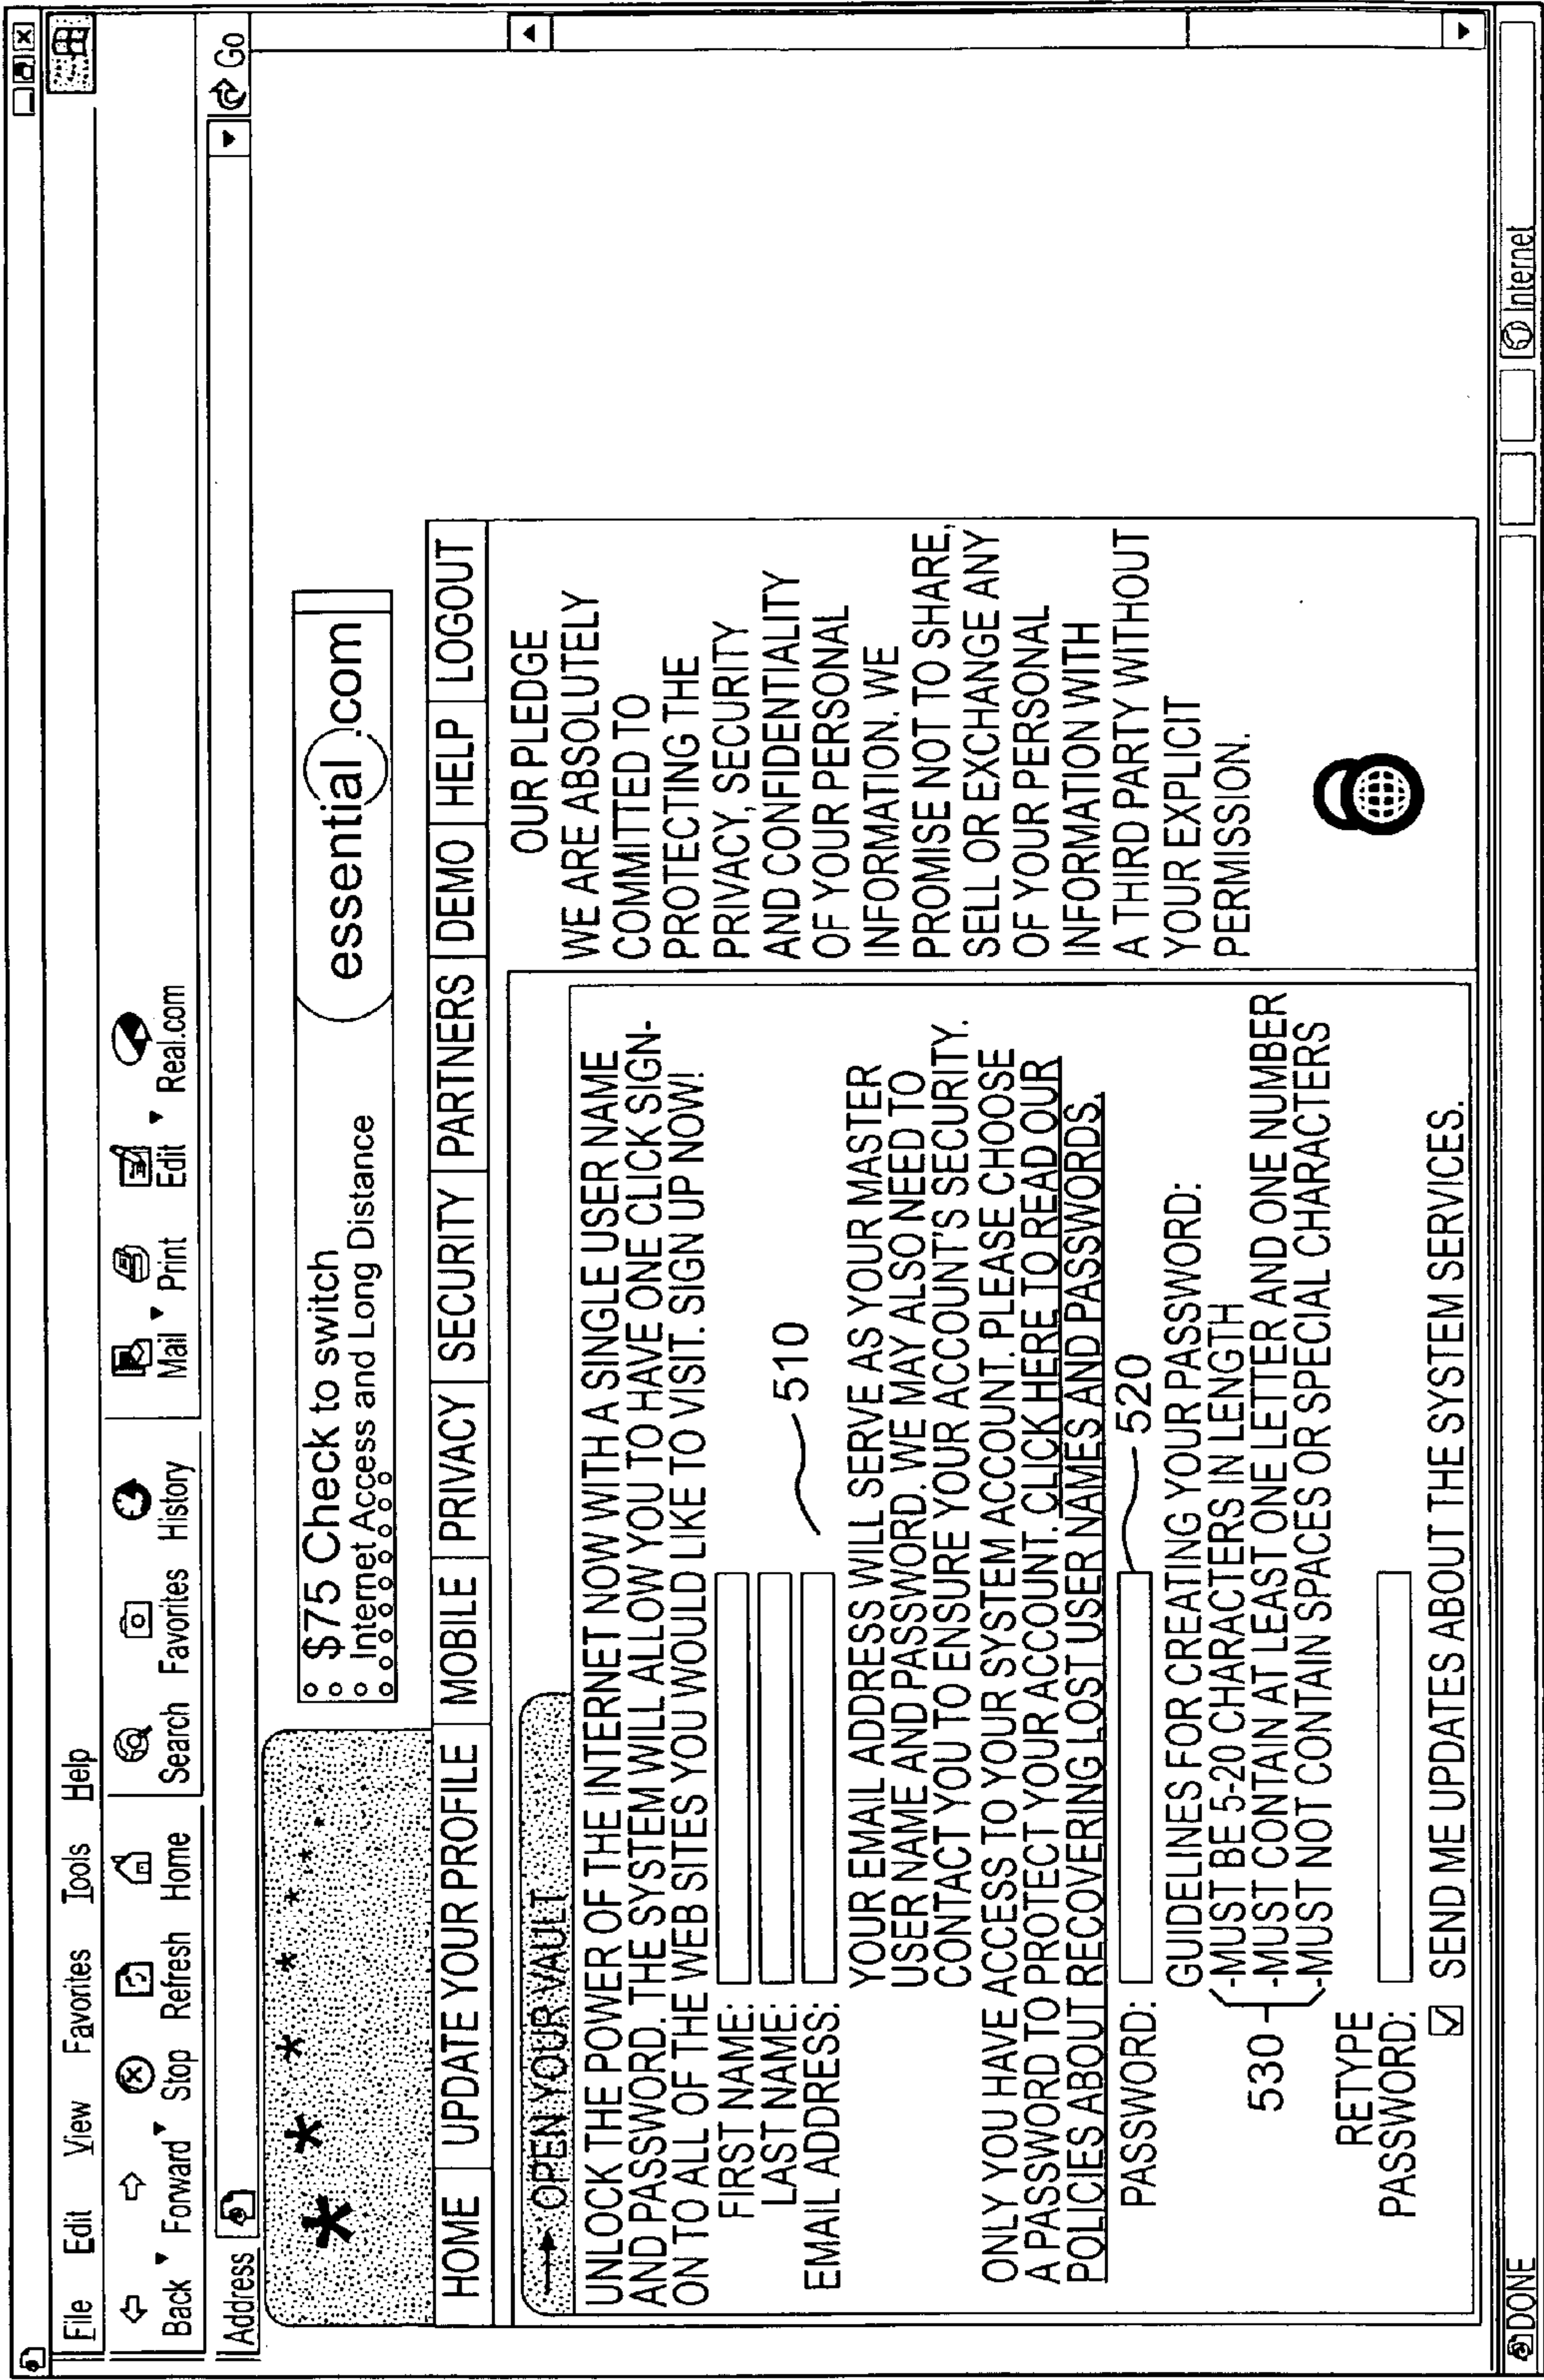 File Edit View Favorites Tools Help
Back Forward Stop Refresh Home Search Favorites History Mail Print Edit Real.com
Address Go
$75 Check to switch
Internet Access and Long Distance
essential.com
HOME UPDATE YOUR PROFILE MOBILE PRIVACY SECURITY PARTNERS DEMO HELP LOGOUT
OPEN YOUR VAULT
UNLOCK THE POWER OF THE INTERNET NOW WITH A SINGLE USER NAME
AND PASSWORD. THE SYSTEM WILL ALLOW YOU TO HAVE ONE CLICK SIGN-
ON TO ALL OF THE WEB SITES YOU WOULD LIKE TO VISIT. SIGN UP NOW!
FIRST NAME:
LAST NAME:
510
EMAIL ADDRESS:
YOUR EMAIL ADDRESS WILL SERVE AS YOUR MASTER
USER NAME AND PASSWORD. WE MAY ALSO NEED TO
CONTACT YOU TO ENSURE YOUR ACCOUNT'S SECURITY.
ONLY YOU HAVE ACCESS TO YOUR SYSTEM ACCOUNT. PLEASE CHOOSE
A PASSWORD TO PROTECT YOUR ACCOUNT. CLICK HERE TO READ OUR
POLICIES ABOUT RECOVERING LOST USER NAMES AND PASSWORDS.
PASSWORD:
520
GUIDELINES FOR CREATING YOUR PASSWORD:
-MUST BE 5-20 CHARACTERS IN LENGTH
530
-MUST CONTAIN AT LEAST ONE LETTER AND ONE NUMBER
-MUST NOT CONTAIN SPACES OR SPECIAL CHARACTERS
RETYPE
PASSWORD:
SEND ME UPDATES ABOUT THE SYSTEM SERVICES.
OUR PLEDGE
WE ARE ABSOLUTELY
COMMITTED TO
PROTECTING THE
PRIVACY, SECURITY
AND CONFIDENTIALITY
OF YOUR PERSONAL
INFORMATION. WE
PROMISE NOT TO SHARE,
SELL OR EXCHANGE ANY
OF YOUR PERSONAL
INFORMATION WITH
A THIRD PARTY WITHOUT
YOUR EXPLICIT
PERMISSION.
DONE Internet